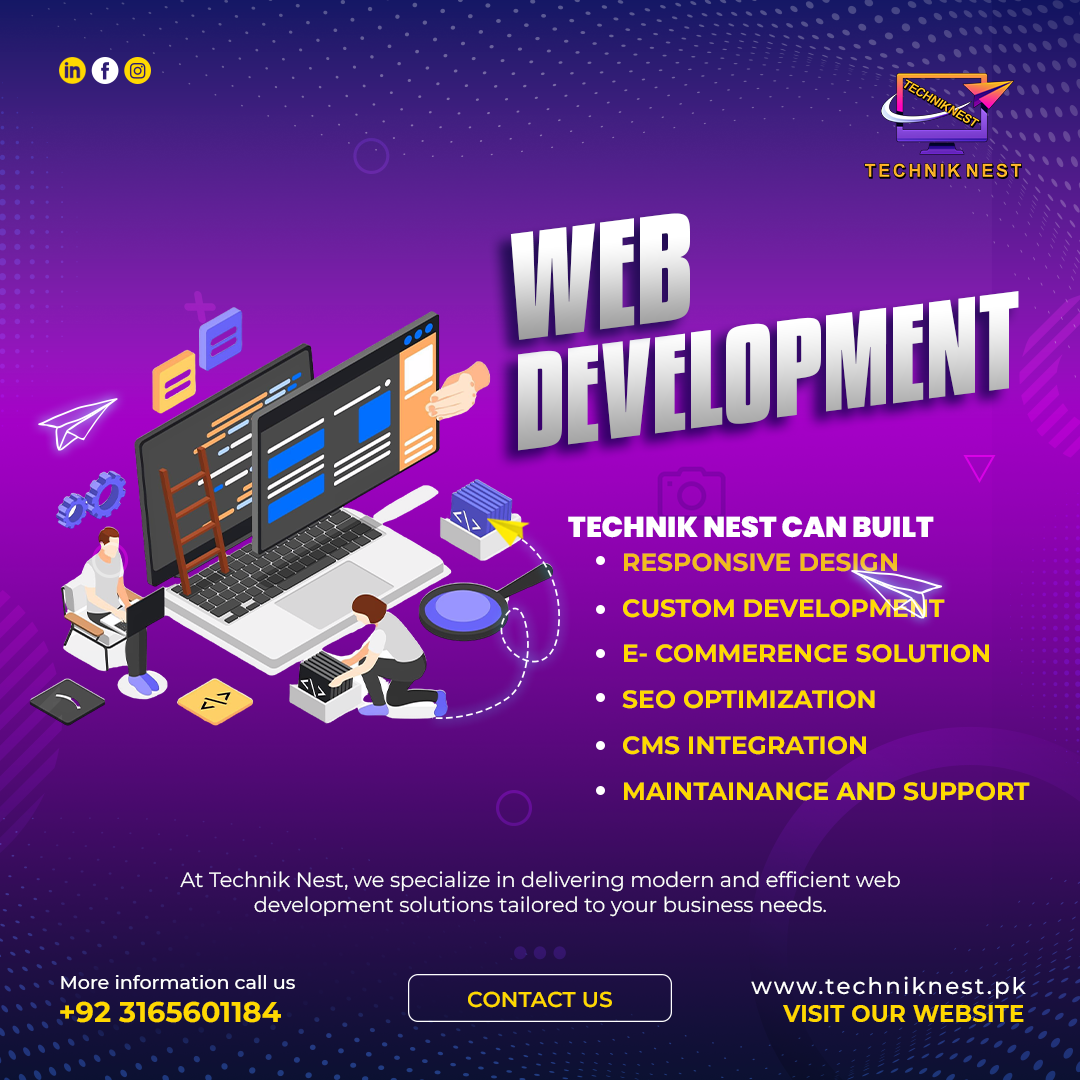 in f
TECHNIKNEST
TECHNIK NEST
WEB
DEVELOPMENT
TECHNIK NEST CAN BUILT
• RESPONSIVE DESIGN
• CUSTOM DEVELOPMENT
• E- COMMERENCE SOLUTION
• SEO OPTIMIZATION
• CMS INTEGRATION
• MAINTAINANCE AND SUPPORT
</>
</>
</>
At Technik Nest, we specialize in delivering modern and efficient web
development solutions tailored to your business needs.
More information call us
+92 3165601184
CONTACT US
www.techniknest.pk
VISIT OUR WEBSITE